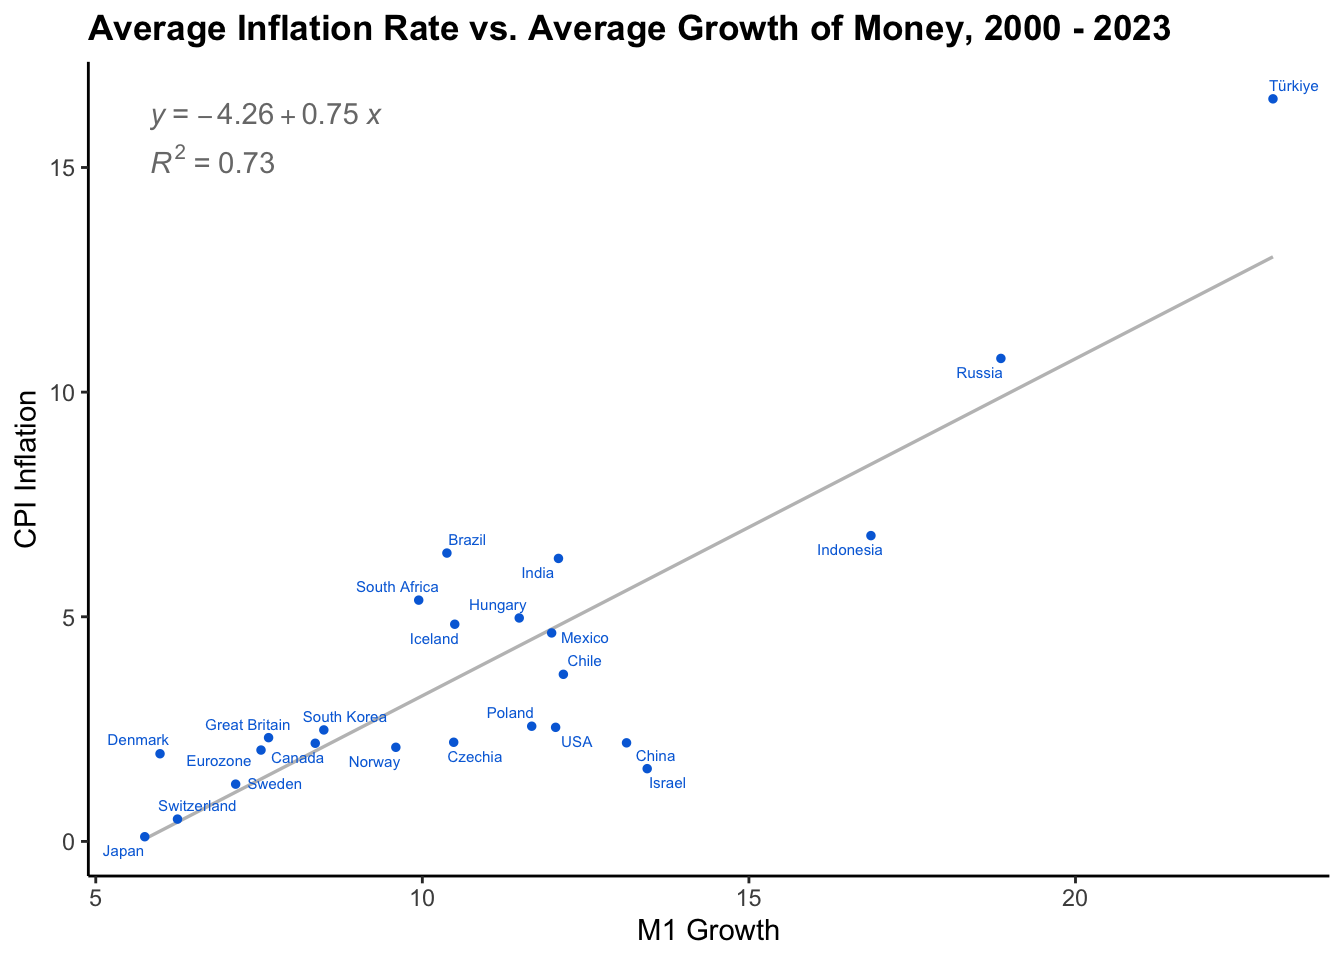 Average Inflation Rate vs. Average Growth of Money, 2000 - 2023
Türkiye
y = −4.26 + 0.75 x
R² = 0.73
15
Russia
10
CPI Inflation
Brazil
Indonesia
India
South Africa
Hungary
5
Iceland
Mexico
Chile
Poland
South Korea
Great Britain
Denmark
USA
Eurozone
Canada
Norway
Czechia
China
Sweden
Israel
Switzerland
0
Japan
5
10
15
20
M1 Growth